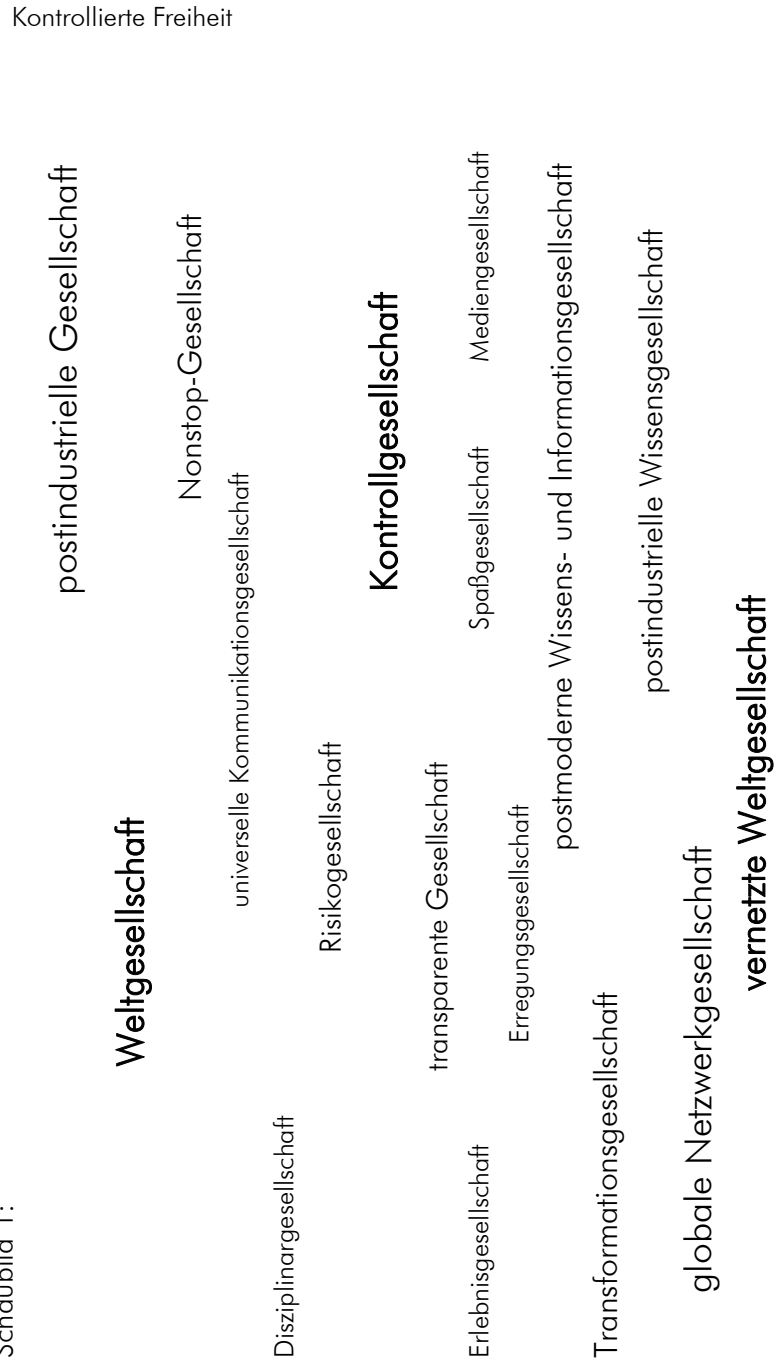 Kontrollierte Freiheit
Schaubild 1:
postindustrielle Gesellschaft
Weltgesellschaft
Nonstop-Gesellschaft
universelle Kommunikationsgesellschaft
Disziplinargesellschaft
Risikogesellschaft
Kontrollgesellschaft
transparente Gesellschaft
Erlebnisgesellschaft
Spaßgesellschaft
Mediengesellschaft
Erregungsgesellschaft
postmoderne Wissens- und Informationsgesellschaft
Transformationsgesellschaft
postindustrielle Wissensgesellschaft
globale Netzwerkgesellschaft
vernetzte Weltgesellschaft